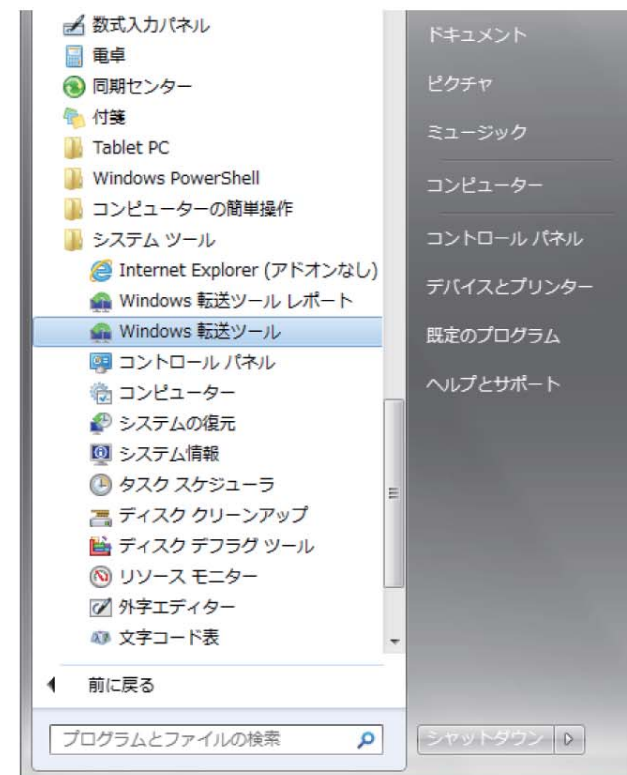 数式入力パネル
電卓
同期センター
付箋
Tablet PC
Windows PowerShell
コンピューターの簡単操作
システム ツール
Internet Explorer (アドオンなし)
Windows 転送ツール レポート
Windows 転送ツール
コントロール パネル
コンピューター
システムの復元
システム情報
タスク スケジューラ
ディスク クリーンアップ
ディスク デフラグ ツール
リソース モニター
外字エディター
文字コード表
前に戻る
プログラムとファイルの検索
ドキュメント
ピクチャ
ミュージック
コンピューター
コントロール パネル
デバイスとプリンター
既定のプログラム
ヘルプとサポート
シャットダウン